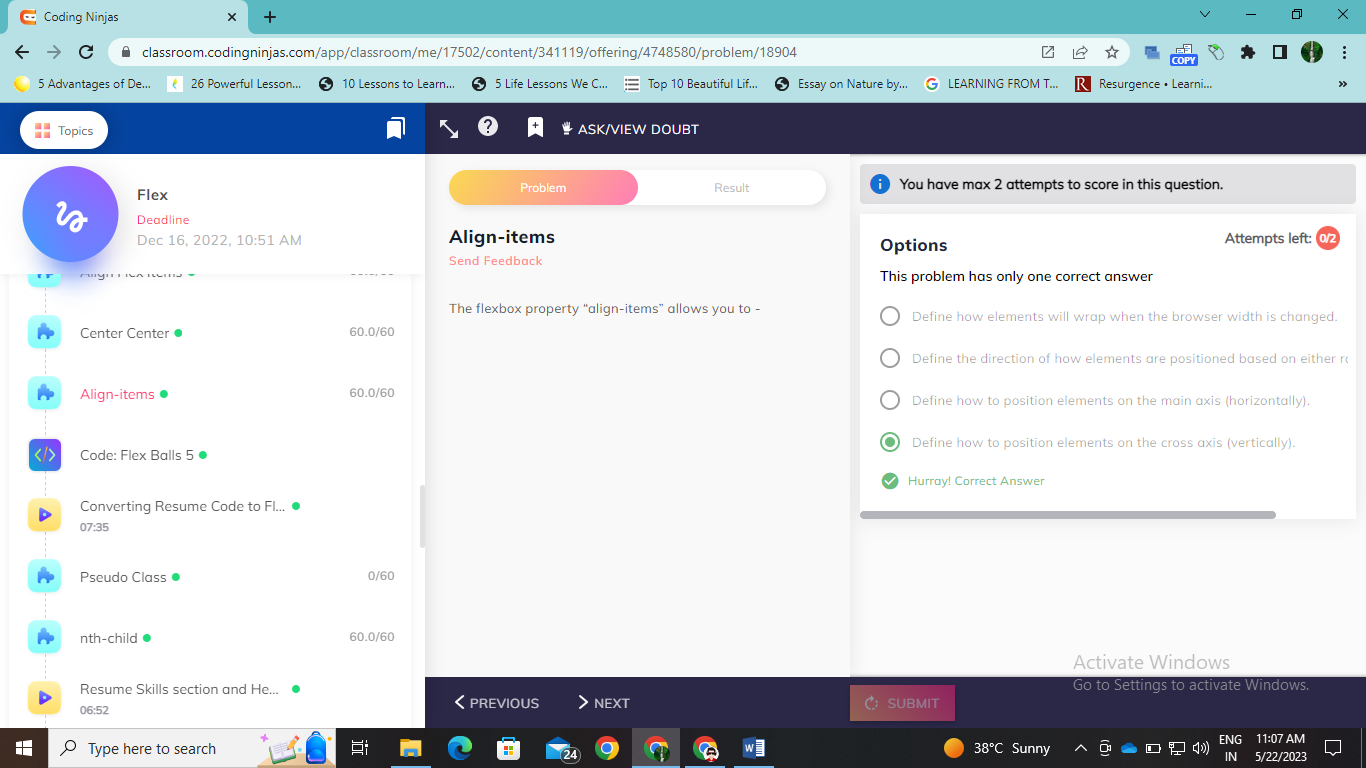 Coding Ninjas
classroom.codingninjas.com/app/classroom/me/17502/content/341119/offering/4748580/problem/18904
COPY
5 Advantages of De...
26 Powerful Lesson...
10 Lessons to Learn...
5 Life Lessons We C...
Top 10 Beautiful Lif...
Essay on Nature by...
LEARNING FROM T...
Resurgence • Learni...
Topics
ASK/VIEW DOUBT
Flex
Deadline
Dec 16, 2022, 10:51 AM
Align Flex Items
60.0/60
Center Center
60.0/60
Align-items
60.0/60
Code: Flex Balls 5
Converting Resume Code to Fl...
07:35
Pseudo Class
0/60
nth-child
60.0/60
Resume Skills section and He...
06:52
Problem
Result
Align-items
Send Feedback
The flexbox property “align-items” allows you to -
You have max 2 attempts to score in this question.
Options
Attempts left: 0/2
This problem has only one correct answer
Define how elements will wrap when the browser width is changed.
Define the direction of how elements are positioned based on either
Define how to position elements on the main axis (horizontally).
Define how to position elements on the cross axis (vertically).
Hurray! Correct Answer
Activate Windows
Go to Settings to activate Windows.
PREVIOUS
NEXT
SUBMIT
Type here to search
24
38°C Sunny
ENG
IN
11:07 AM
5/22/2023